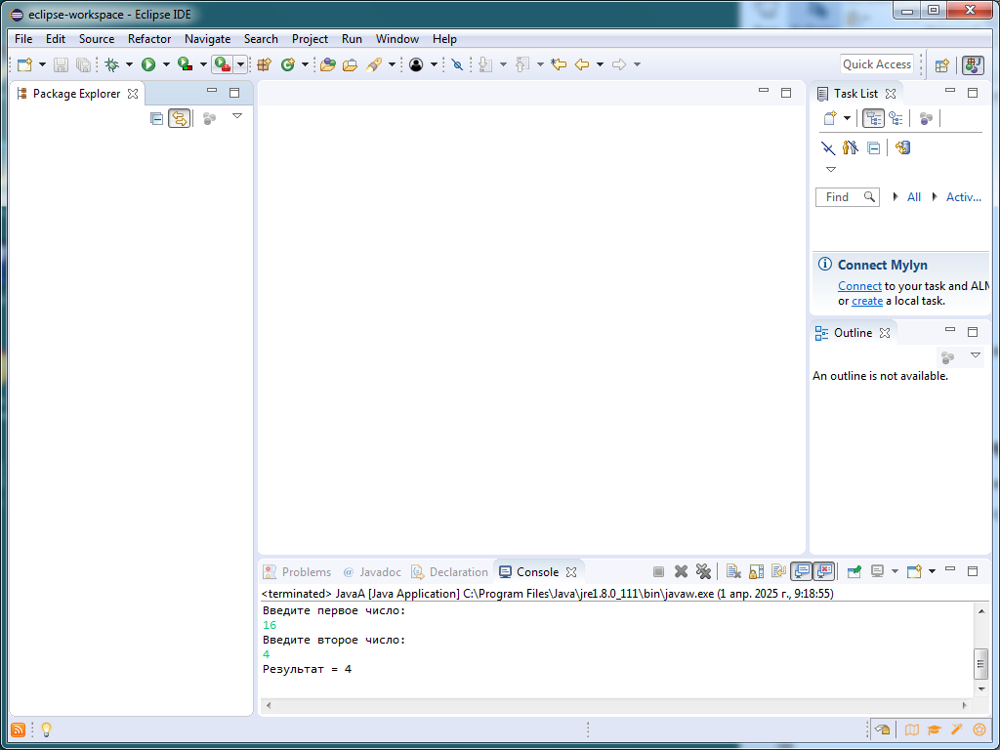 eclipse-workspace - Eclipse IDE
File Edit Source Refactor Navigate Search Project Run Window Help
Quick Access
Package Explorer
Task List
Find
All
Activ...
Connect Mylyn
Connect to your task and ALM
or create a local task.
Outline
An outline is not available.
Problems @ Javadoc Declaration Console
<terminated> JavaA [Java Application] C:\Program Files\Java\jre1.8.0_111\bin\javaw.exe (1 апр. 2025 г., 9:18:55)
Введите первое число:
16
Введите второе число:
4
Результат = 4